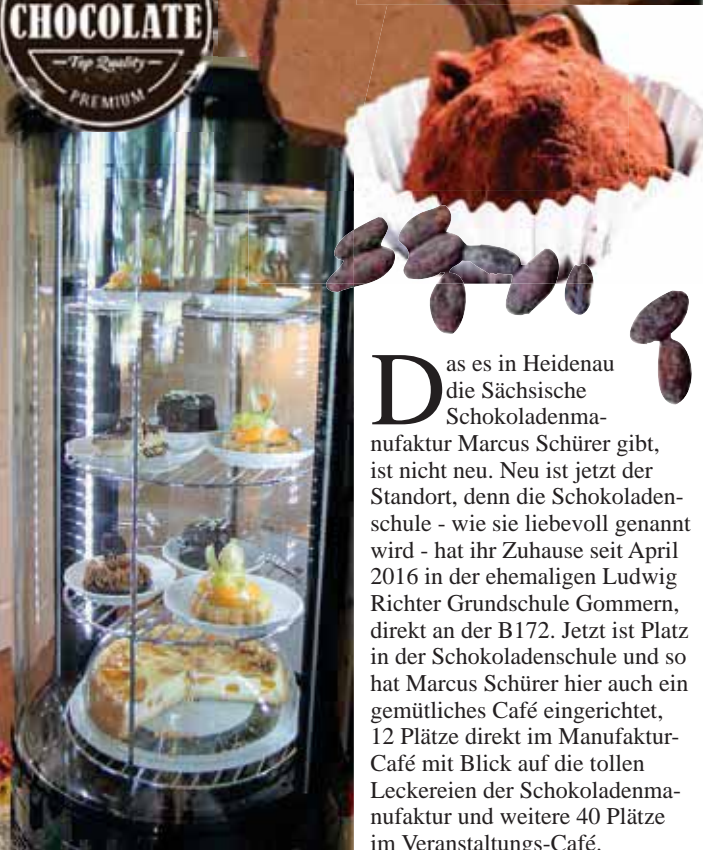 CHOCOLATE
Top Quality
PREMIUM
Das es in Heidenau
die Sächsische
Schokoladenma-
nufaktur Marcus Schürer gibt,
ist nicht neu. Neu ist jetzt der
Standort, denn die Schokoladen-
schule - wie sie liebevoll genannt
wird - hat ihr Zuhause seit April
2016 in der ehemaligen Ludwig
Richter Grundschule Gommern,
direkt an der B172. Jetzt ist Platz
in der Schokoladenschule und so
hat Marcus Schürer hier auch ein
gemütliches Café eingerichtet,
12 Plätze direkt im Manufaktur-
Café mit Blick auf die tollen
Leckereien der Schokoladenma-
nufaktur und weitere 40 Plätze
im Veranstaltungs-Café.